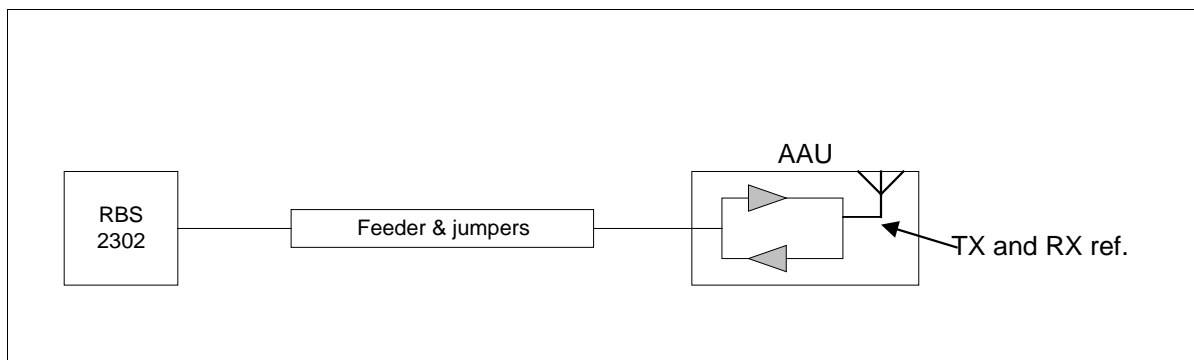 AAU
RBS
2302
Feeder & jumpers
TX and RX ref.